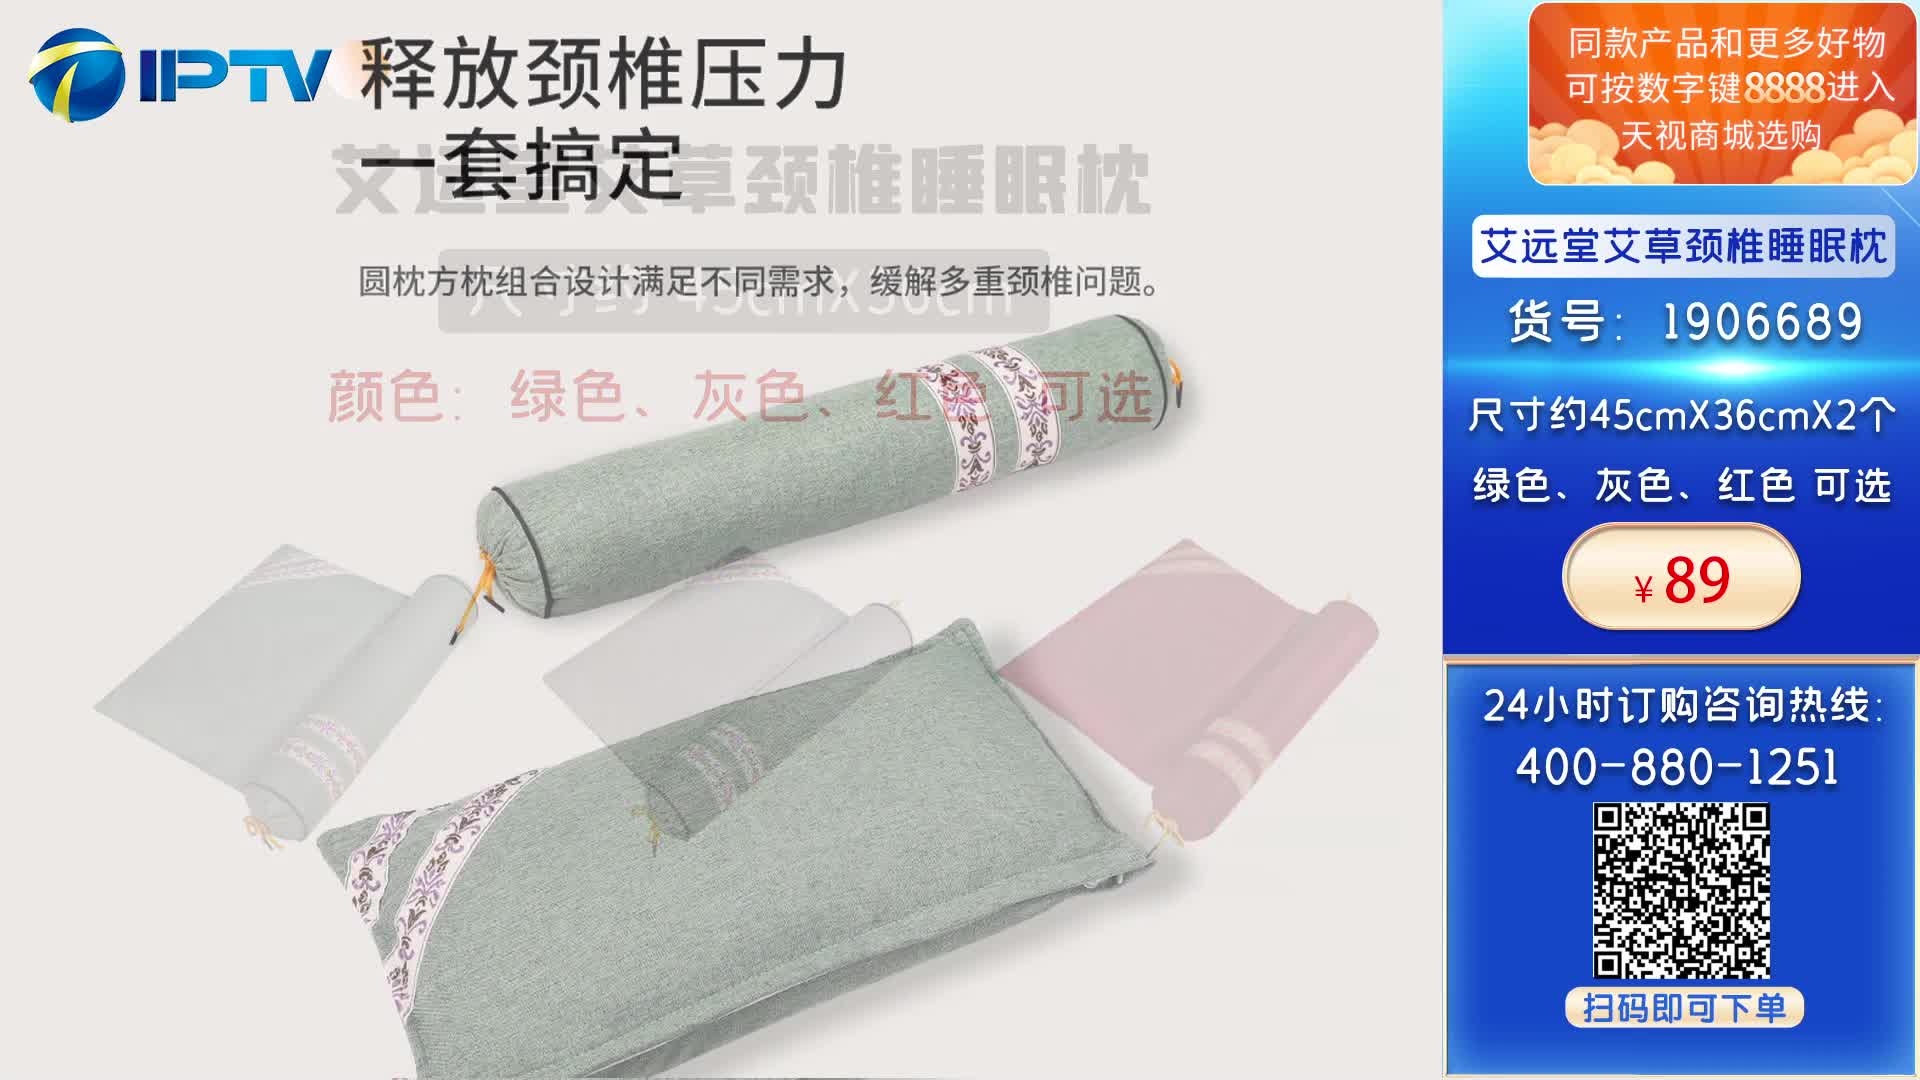 IPTV
释放颈椎压力
一套搞定
艾远堂艾草颈椎睡眠枕
圆枕方枕组合设计满足不同需求，缓解多重颈椎问题。
尺寸约 45cmX36cm
颜色：绿色、灰色、红色 可选
同款产品和更多好物
可按数字键8888进入
天视商城选购
艾远堂艾草颈椎睡眠枕
货号：1906689
尺寸约45cmX36cmX2个
绿色、灰色、红色 可选
¥89
24小时订购咨询热线：
400-880-1251
扫码即可下单